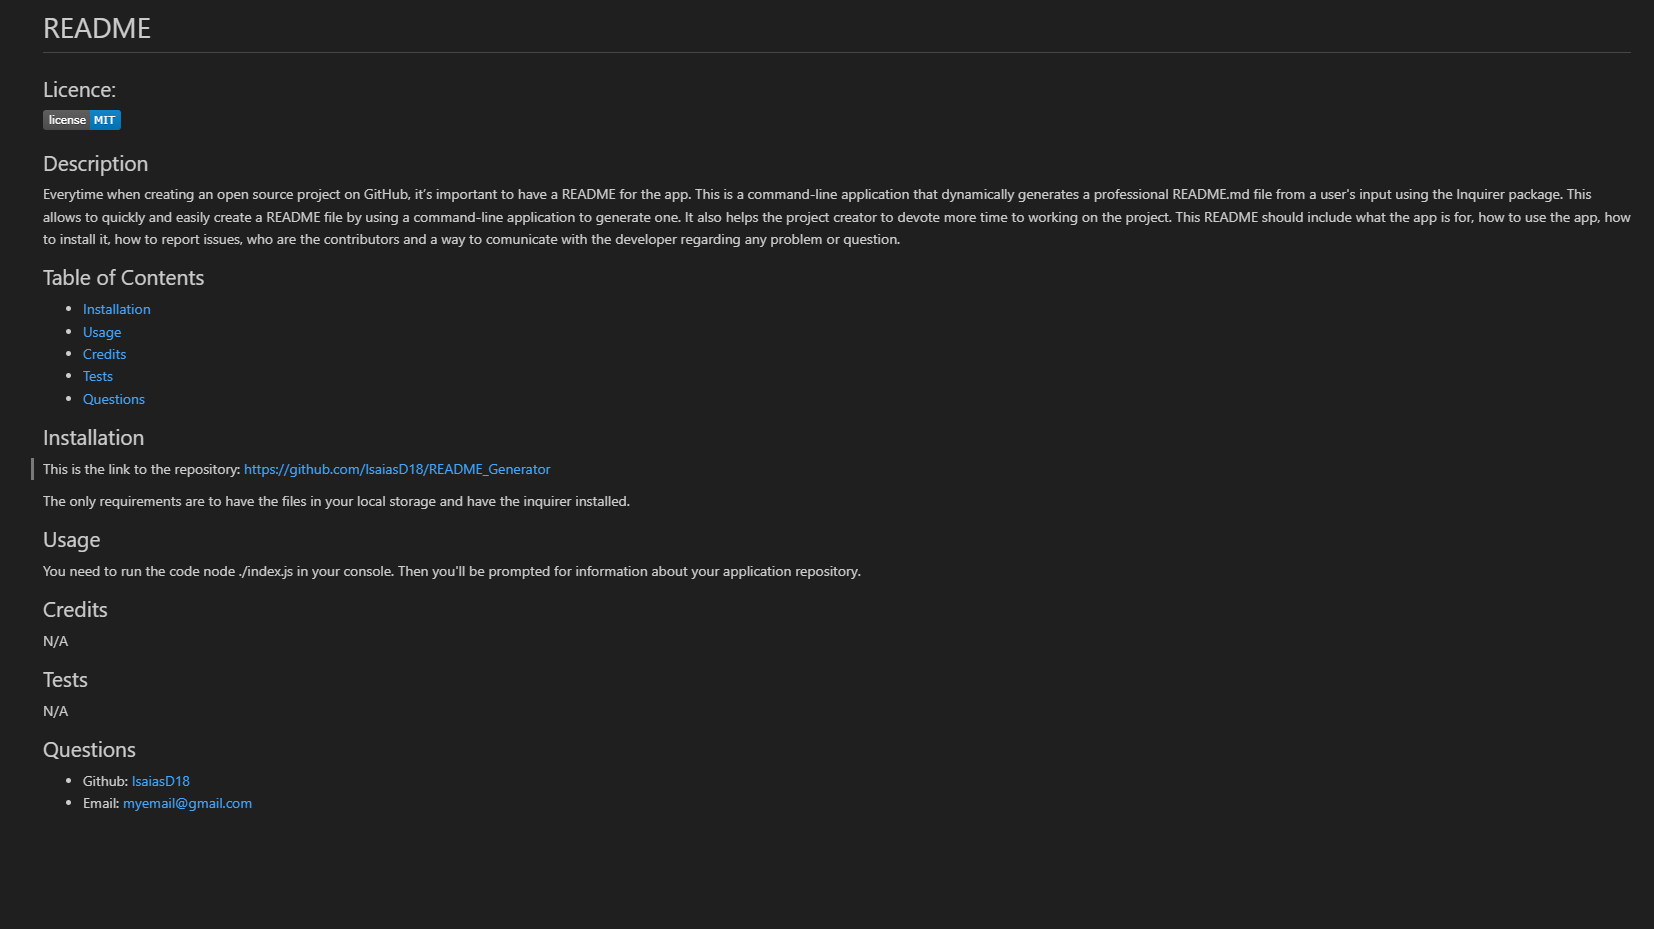 README
Licence:
license MIT
Description
Everytime when creating an open source project on GitHub, it’s important to have a README for the app. This is a command-line application that dynamically generates a professional README.md file from a user's input using the Inquirer package. This
allows to quickly and easily create a README file by using a command-line application to generate one. It also helps the project creator to devote more time to working on the project. This README should include what the app is for, how to use the app, how
to install it, how to report issues, who are the contributors and a way to comunicate with the developer regarding any problem or question.
Table of Contents
• Installation
• Usage
• Credits
• Tests
• Questions
Installation
This is the link to the repository: https://github.com/IsaiasD18/README_Generator
The only requirements are to have the files in your local storage and have the inquirer installed.
Usage
You need to run the code node ./index.js in your console. Then you'll be prompted for information about your application repository.
Credits
N/A
Tests
N/A
Questions
• Github: IsaiasD18
• Email: myemail@gmail.com